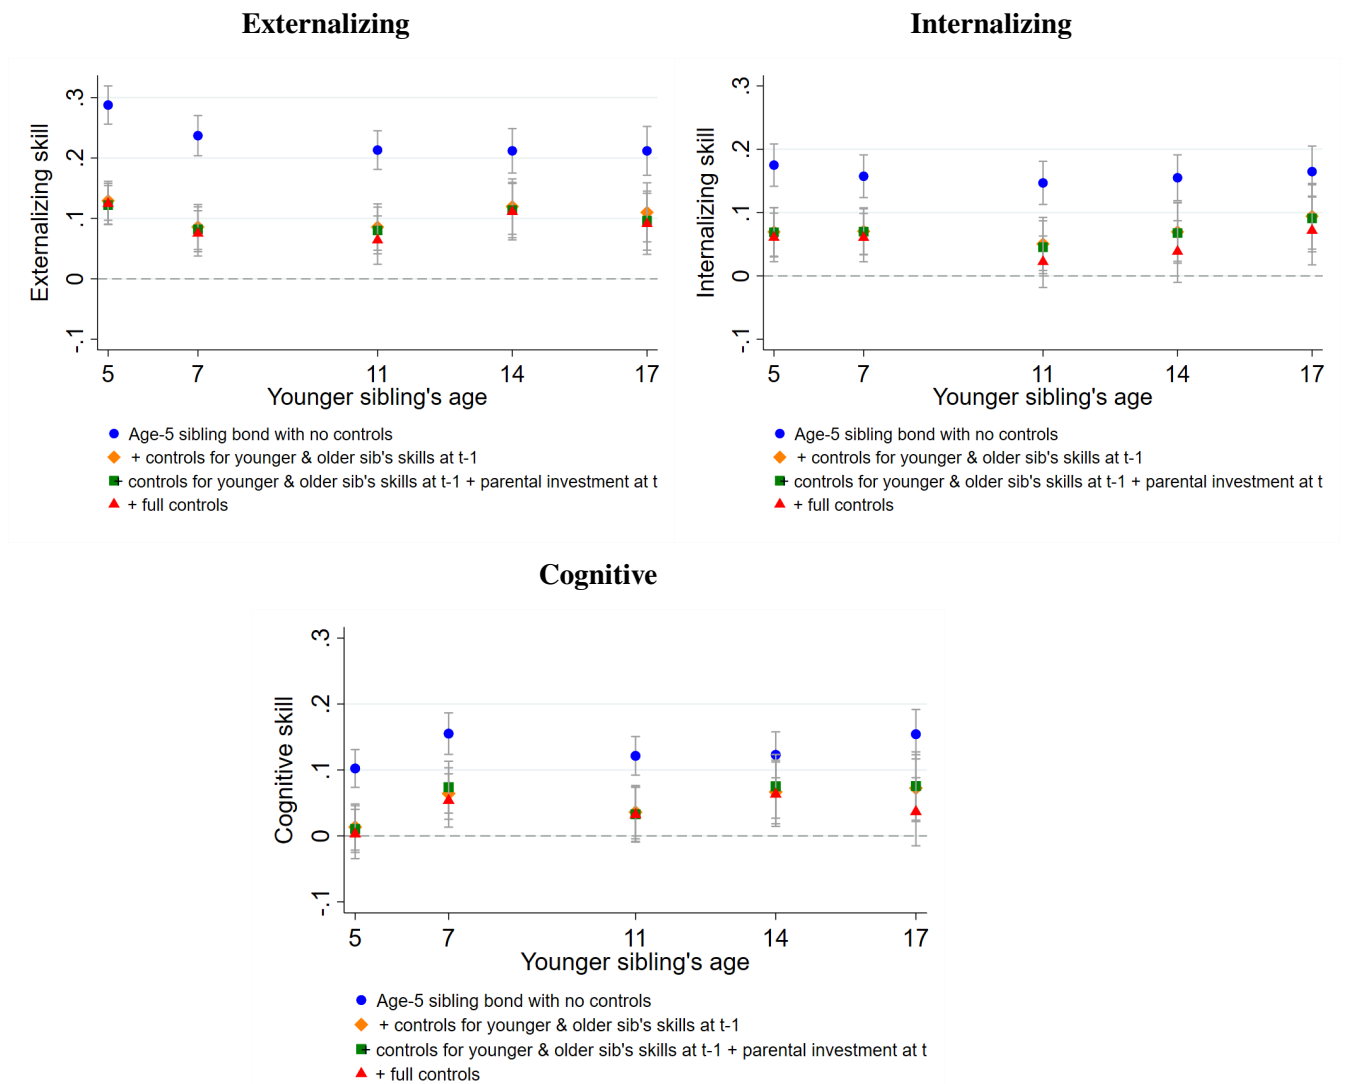 Externalizing
Internalizing
Externalizing skill
.3
.2
.1
0
-.1
5 7 11 14 17
Younger sibling's age
Age-5 sibling bond with no controls
+ controls for younger & older sib's skills at t-1
+ controls for younger & older sib's skills at t-1 + parental investment at t
+ full controls
Internalizing skill
.3
.2
.1
0
-.1
5 7 11 14 17
Younger sibling's age
Age-5 sibling bond with no controls
+ controls for younger & older sib's skills at t-1
+ controls for younger & older sib's skills at t-1 + parental investment at t
+ full controls
Cognitive
Cognitive skill
.3
.2
.1
0
-.1
5 7 11 14 17
Younger sibling's age
Age-5 sibling bond with no controls
+ controls for younger & older sib's skills at t-1
+ controls for younger & older sib's skills at t-1 + parental investment at t
+ full controls